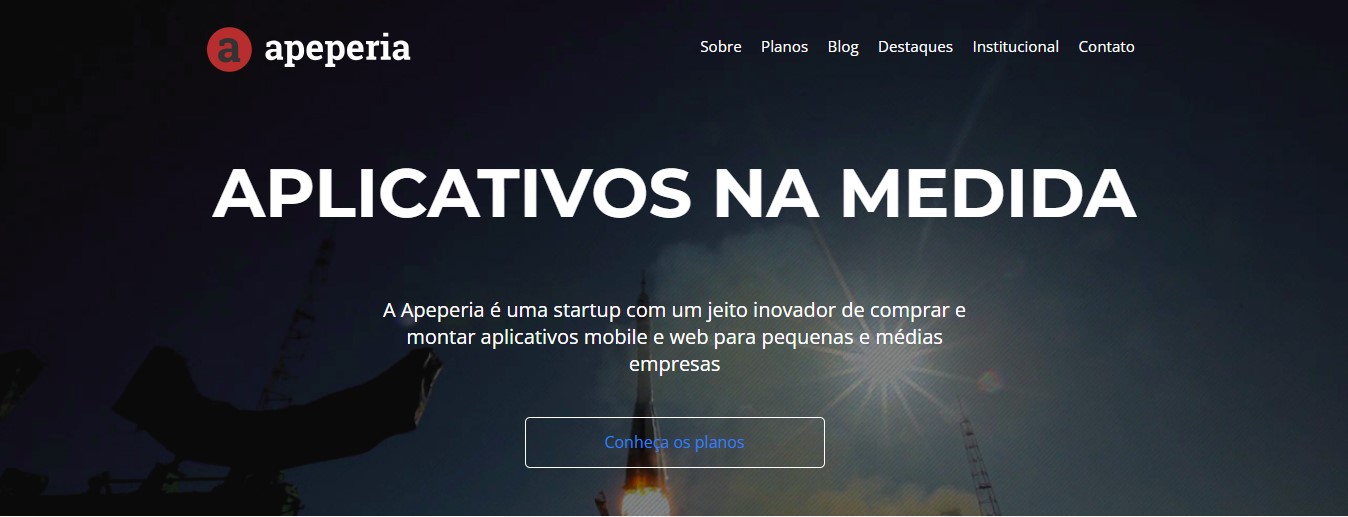 a apeperia
Sobre Planos Blog Destaques Institucional Contato
APLICATIVOS NA MEDIDA
A Apeperia é uma startup com um jeito inovador de comprar e
montar aplicativos mobile e web para pequenas e médias
empresas
Conheça os planos